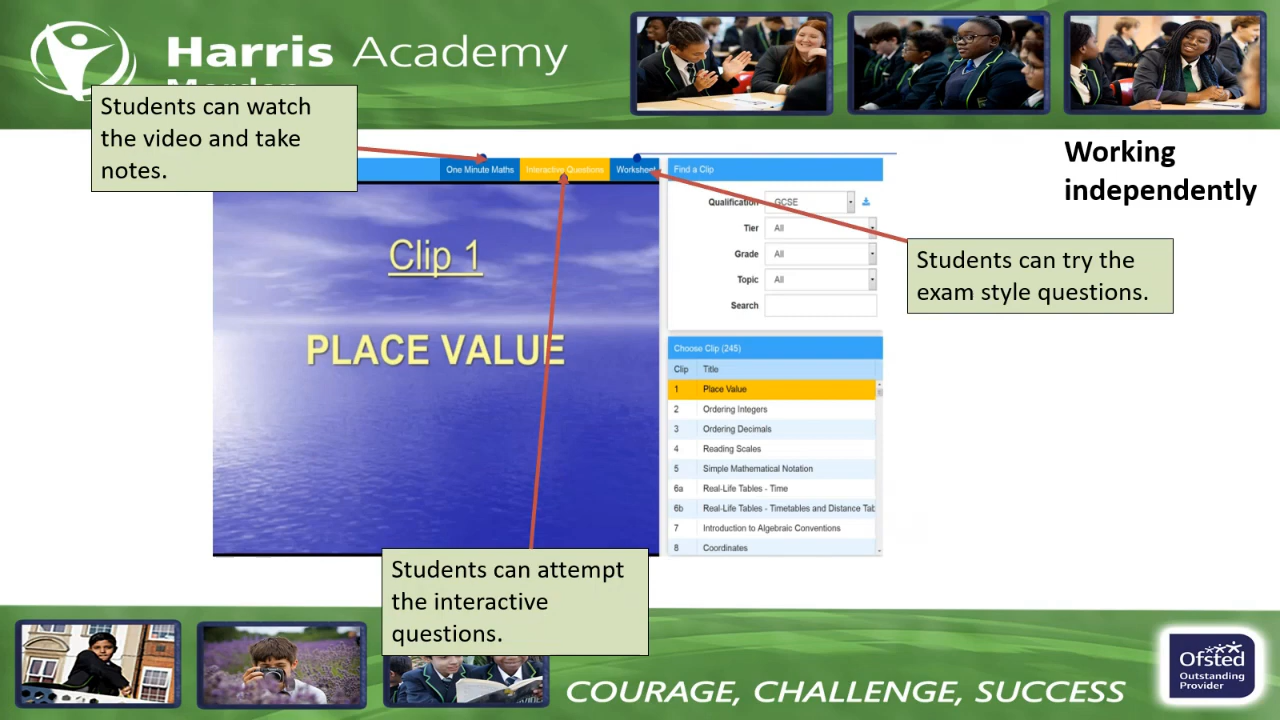 Harris Academy
Students can watch
the video and take
notes.
Working
independently
One Minute Maths
Interactive Questions
Worksheet
Find a Clip
Qualification GCSE
Tier All
Grade All
Topic All
Search
Students can try the
exam style questions.
Clip 1
PLACE VALUE
Choose Clip (245)
Clip Title
1 Place Value
2 Ordering Integers
3 Ordering Decimals
4 Reading Scales
5 Simple Mathematical Notation
6a Real-Life Tables - Time
6b Real-Life Tables - Timetables and Distance Tab
7 Introduction to Algebraic Conventions
8 Coordinates
Students can attempt
the interactive
questions.
COURAGE, CHALLENGE, SUCCESS
Ofsted
Outstanding
Provider